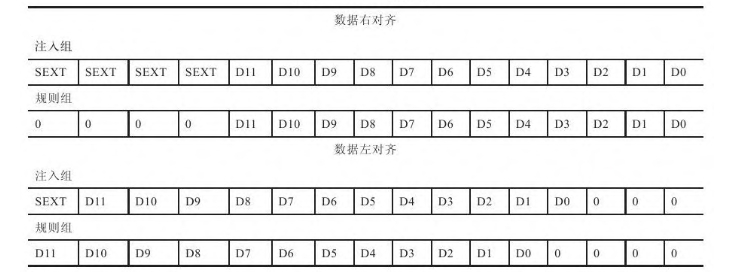 数据右对齐
注入组
SEXT SEXT SEXT SEXT D11 D10 D9 D8 D7 D6 D5 D4 D3 D2 D1 D0
规则组
0 0 0 0 D11 D10 D9 D8 D7 D6 D5 D4 D3 D2 D1 D0
数据左对齐
注入组
SEXT D11 D10 D9 D8 D7 D6 D5 D4 D3 D2 D1 D0 0 0 0
规则组
D11 D10 D9 D8 D7 D6 D5 D4 D3 D2 D1 D0 0 0 0 0